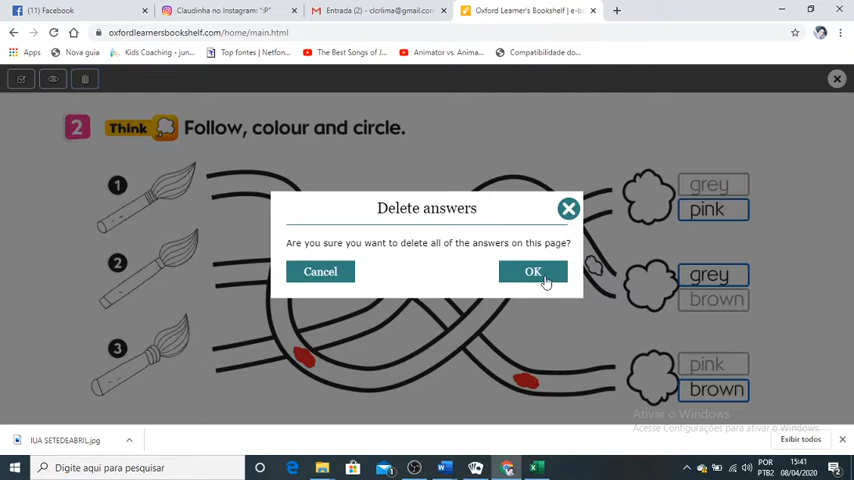 (11) Facebook
Claudinha no Instagram: ":P"
Entrada (2) - clcrlima@gmail.com
Oxford Learner's Bookshelf | e-bo
oxfordlearnersbookshelf.com/home/main.html
Apps
Nova guia
Kids Coaching - jun...
Top fontes | Netfon...
The Best Songs of J...
Animator vs. Anima...
Compatibilidade do...
2 Think Follow, colour and circle.
1
grey
pink
Delete answers
Are you sure you want to delete all of the answers on this page?
Cancel
OK
2
grey
brown
3
pink
brown
Ativar o Windows
Acesse Configurações para ativar o Windows.
IUA SETEDEABRIL.jpg
Exibir todos
Digite aqui para pesquisar
POR
PTB2
15:41
08/04/2020